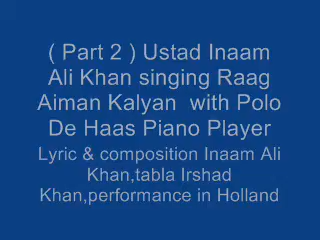 ( Part 2 ) Ustad Inaam
Ali Khan singing Raag
Aiman Kalyan  with Polo
De Haas Piano Player
Lyric & composition Inaam Ali
Khan,tabla Irshad
Khan,performance in Holland